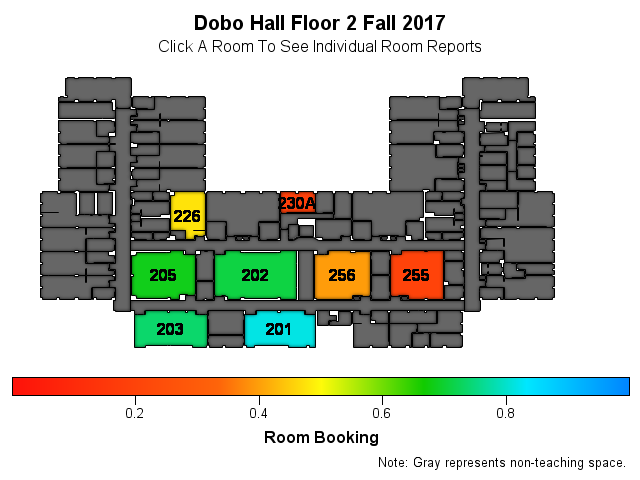 Dobo Hall Floor 2 Fall 2017
Click A Room To See Individual Room Reports
230A
226
205
202
256
255
203
201
0.2 0.4 0.6 0.8
Room Booking
Note: Gray represents non-teaching space.